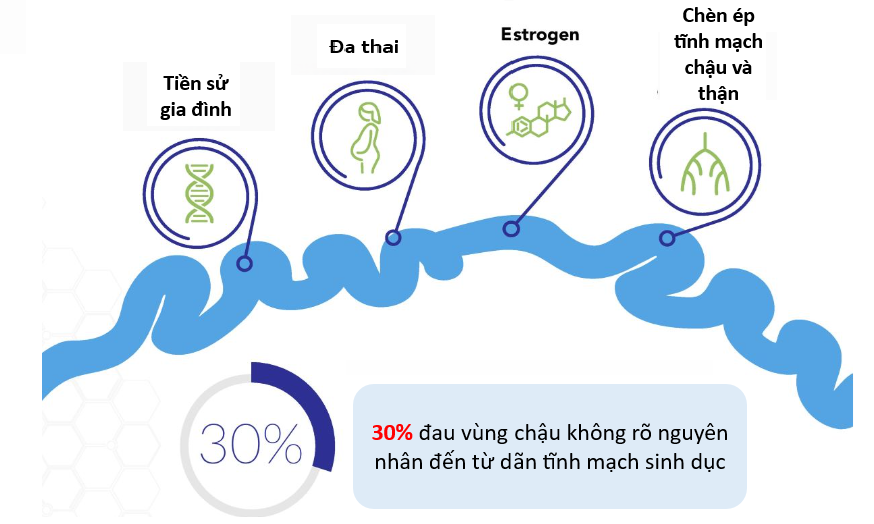 Tiền sử
gia đình
Đa thai
Estrogen
Chèn ép
tĩnh mạch
chậu và
thận
30%
30% đau vùng chậu không rõ nguyên
nhân đến từ dãn tĩnh mạch sinh dục